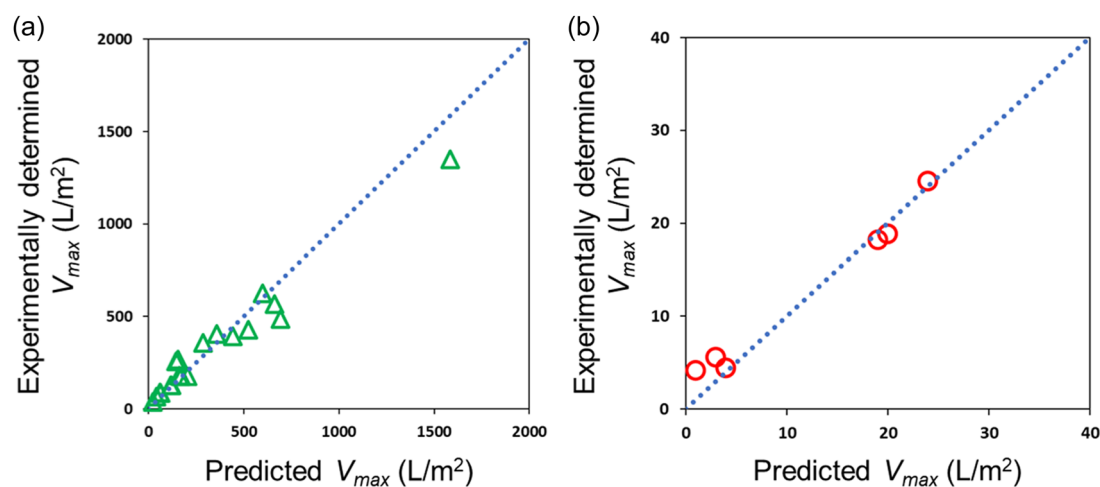 (a)
2000
1500
1000
500
0
0 500 1000 1500 2000
Experimentally determined
Vmax (L/m²)
Predicted Vmax (L/m²)
(b)
40
30
20
10
0
0 10 20 30 40
Experimentally determined
Vmax (L/m²)
Predicted Vmax (L/m²)